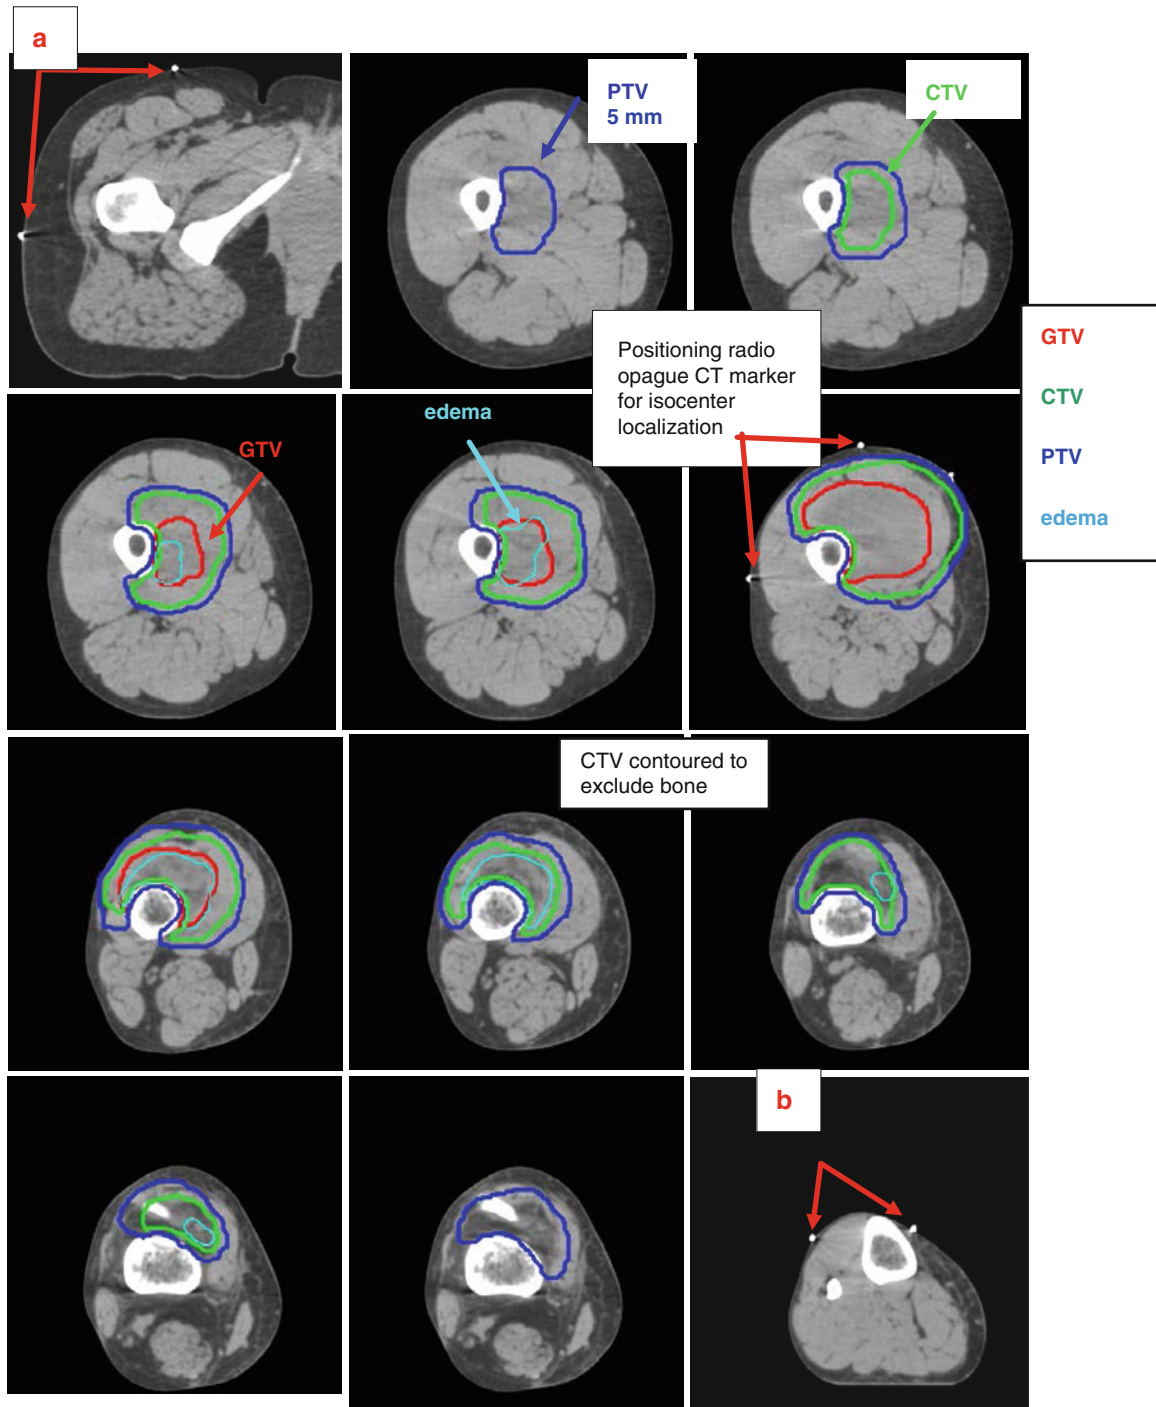 a
PTV
5 mm
CTV
Positioning radio
opague CT marker
for isocenter
localization
GTV
CTV
PTV
edema
GTV
edema
CTV contoured to
exclude bone
b